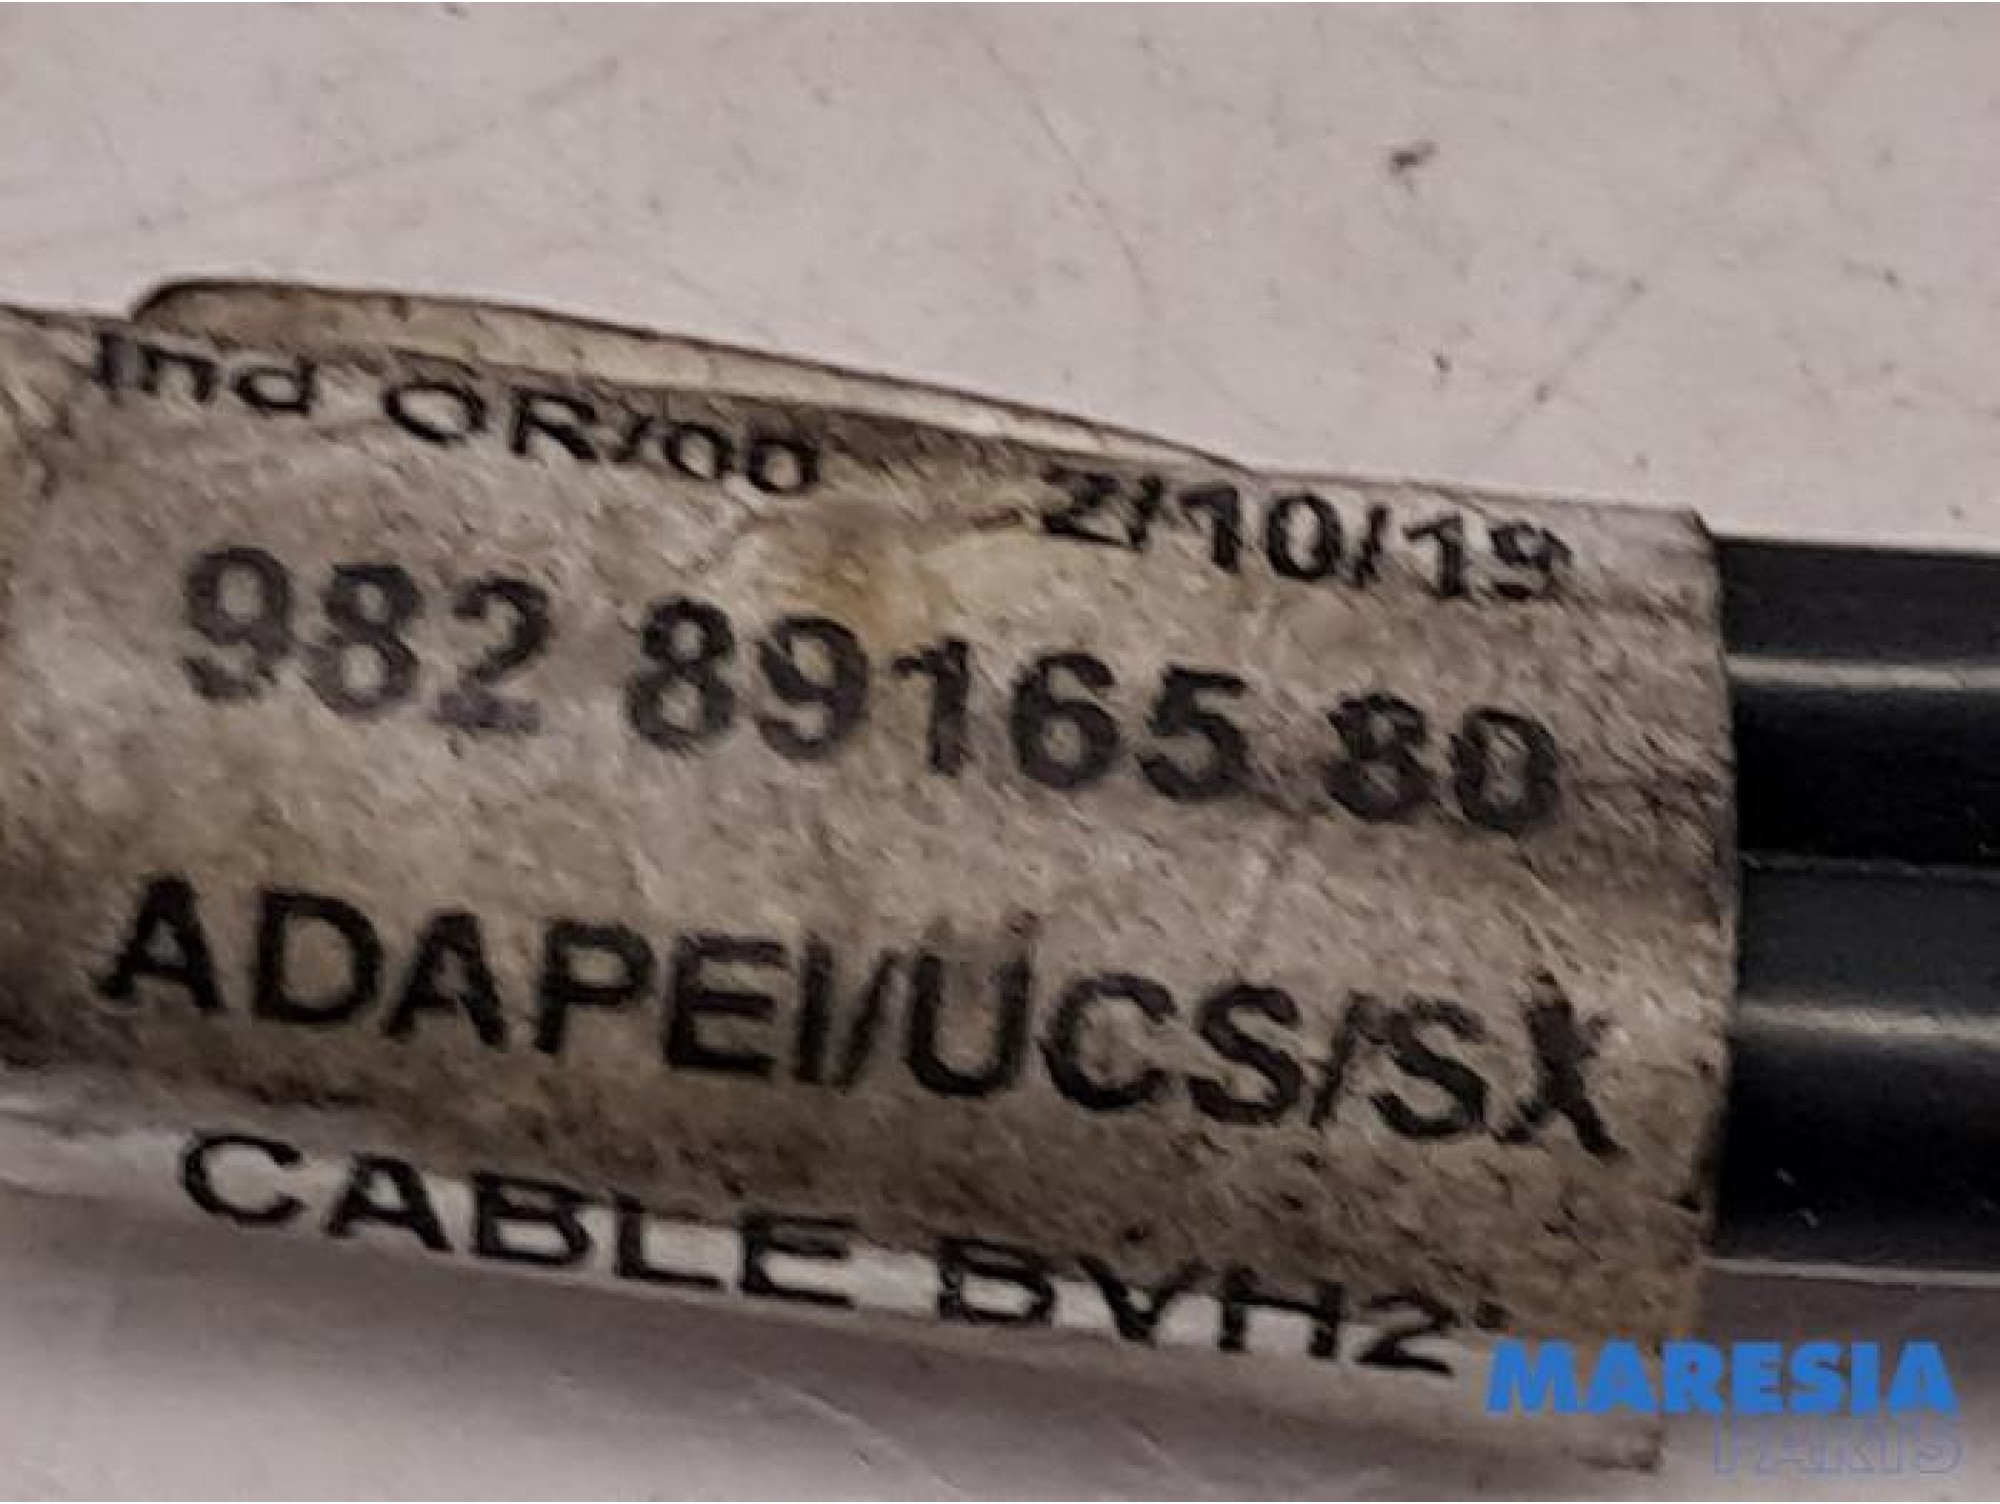 Ind OR/00 2/10/19
982 89165 80
ADAPEI/UCS/SX
CABLE BVH2
MARESIA
PARTS